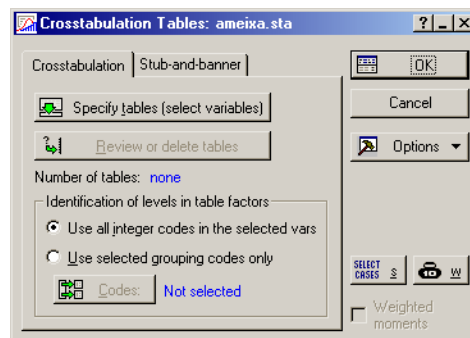 Crosstabulation Tables: ameixa.sta
Crosstabulation
Stub-and-banner
Specify tables (select variables)
Review or delete tables
Number of tables: none
Identification of levels in table factors
Use all integer codes in the selected vars
Use selected grouping codes only
Codes: Not selected
OK
Cancel
Options
SELECT CASES S
W
Weighted moments